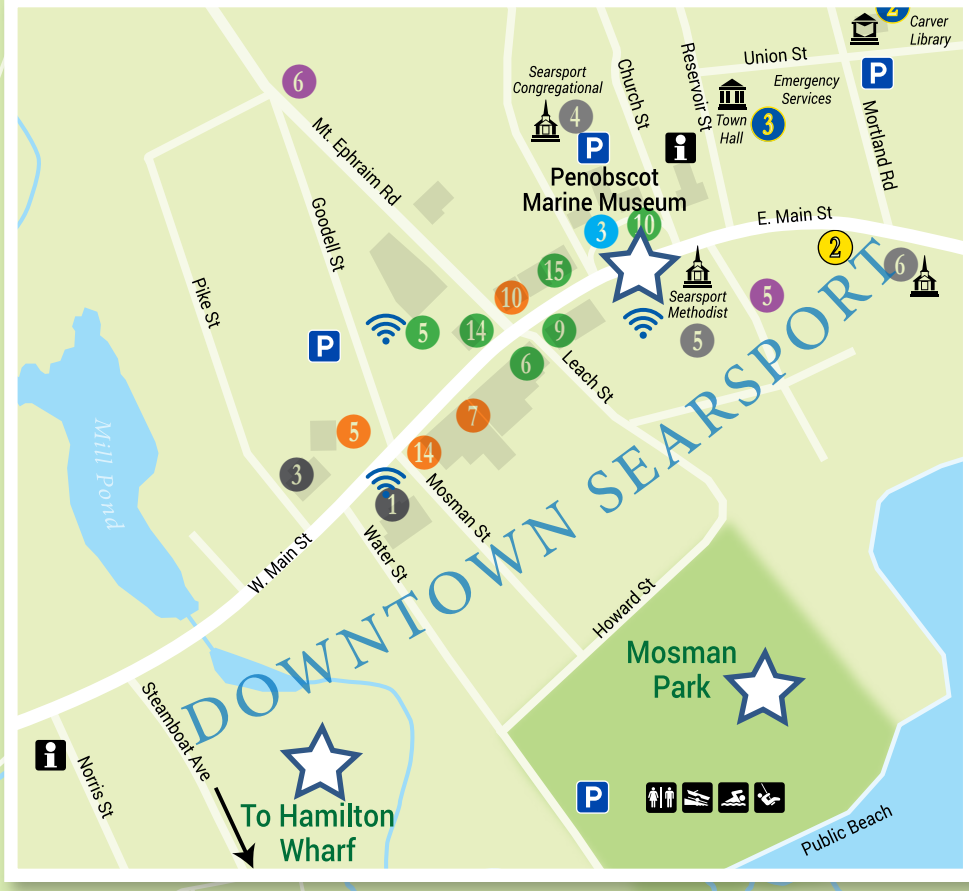 2
Carver
Library
Union St
P
Reservoir St
Church St
Searsport
Congregational
4
P
i
Town
Hall
3
Emergency
Services
Mortland Rd
6
Mt. Ephraim Rd
Penobscot
Marine Museum
3
10
E. Main St
2
6
Goodell St
Pike St
15
10
5
14
9
6
Searsport
Methodist
5
5
P
Leach St
5
7
14
3
1
Mill Pond
Mosman St
Water St
W. Main St
DOWNTOWN SEARSPORT
Howard St
Mosman
Park
Steamboat Ave
i
Norris St
To Hamilton
Wharf
P
Public Beach